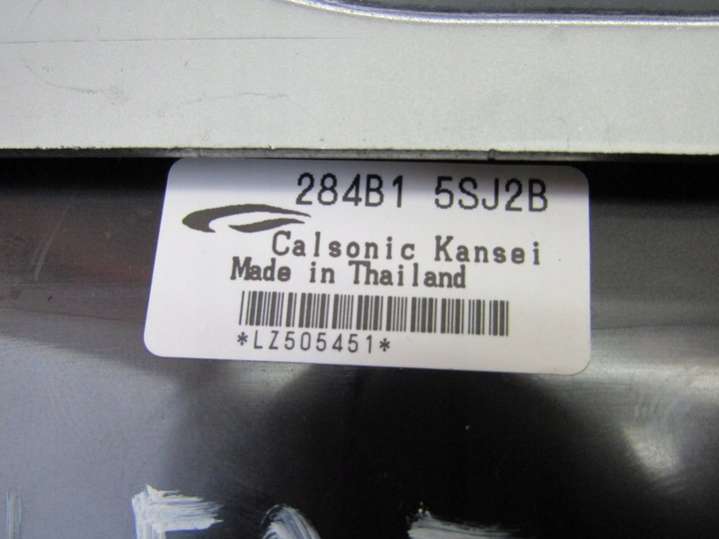 284B1 5SJ2B
Calsonic Kansei
Made in Thailand
*LZ505451*